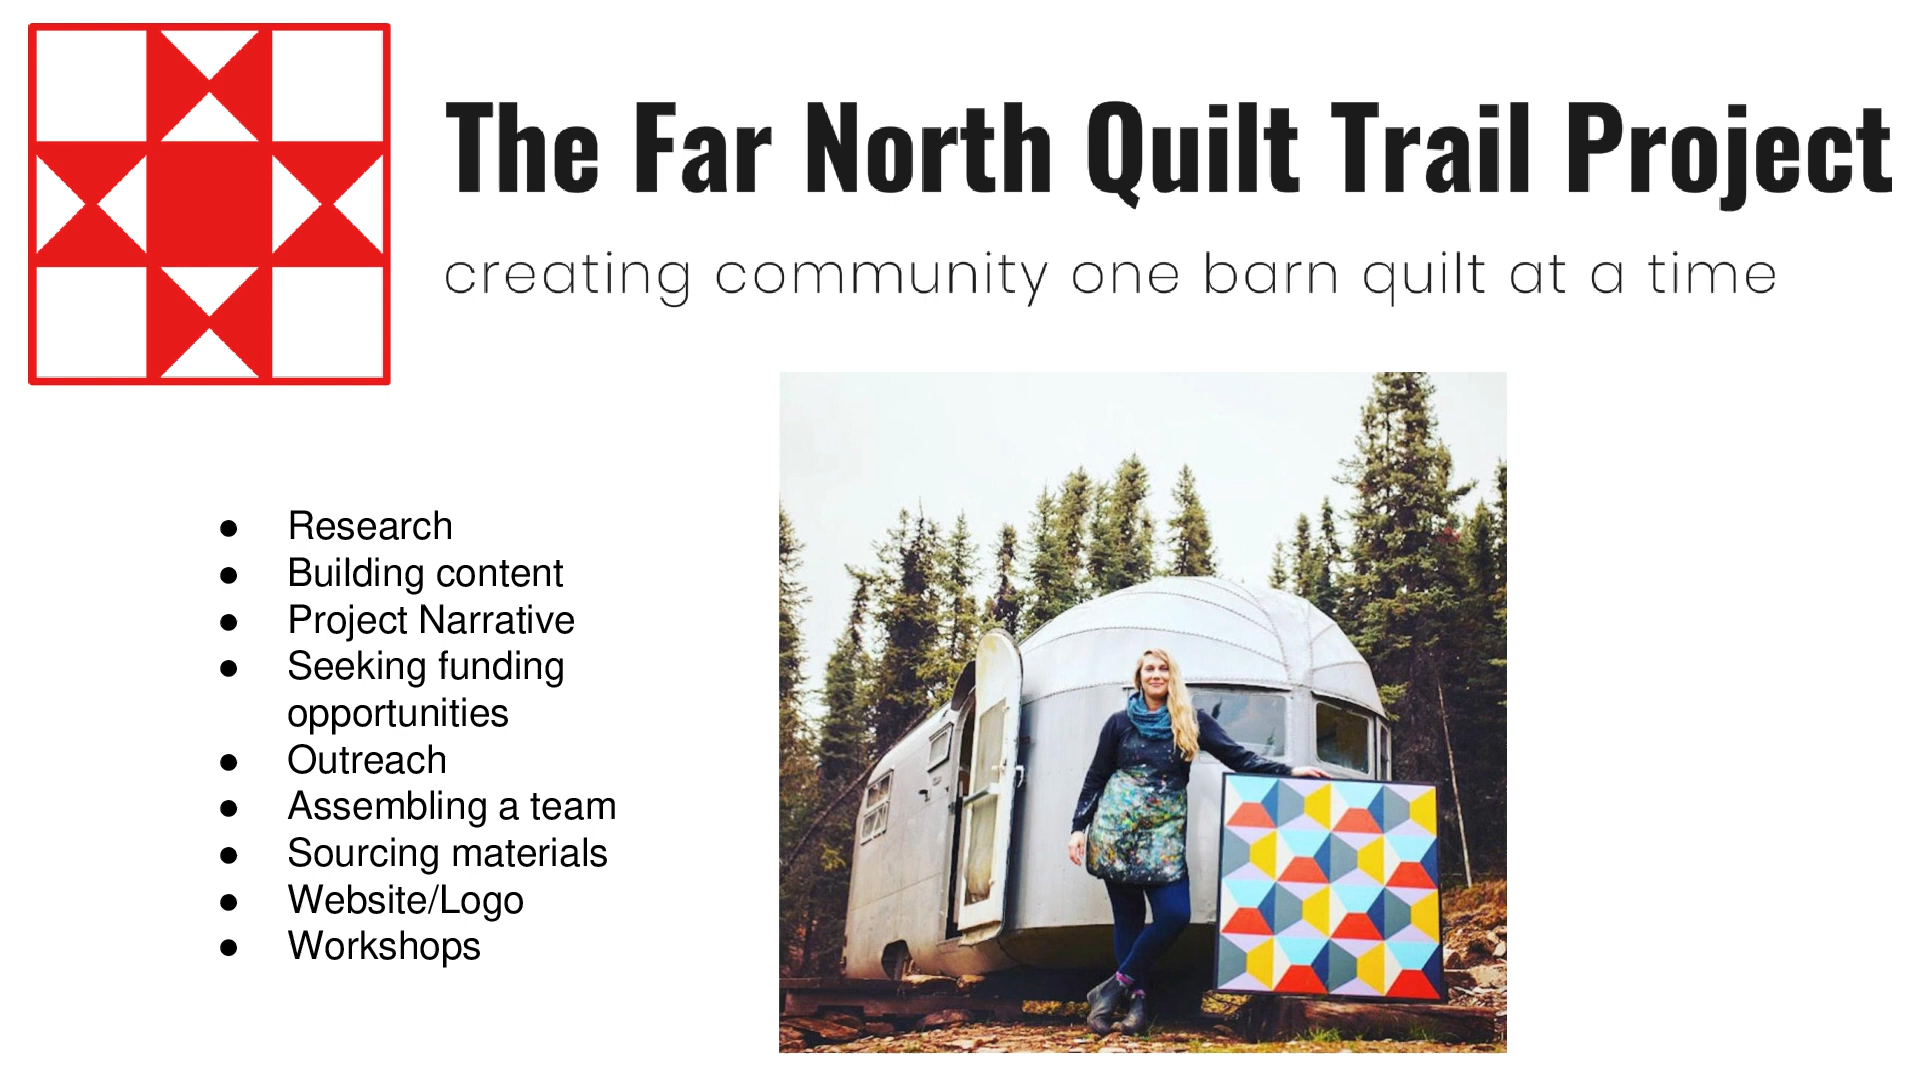 The Far North Quilt Trail Project
creating community one barn quilt at a time
● Research
● Building content
● Project Narrative
● Seeking funding
opportunities
● Outreach
● Assembling a team
● Sourcing materials
● Website/Logo
● Workshops